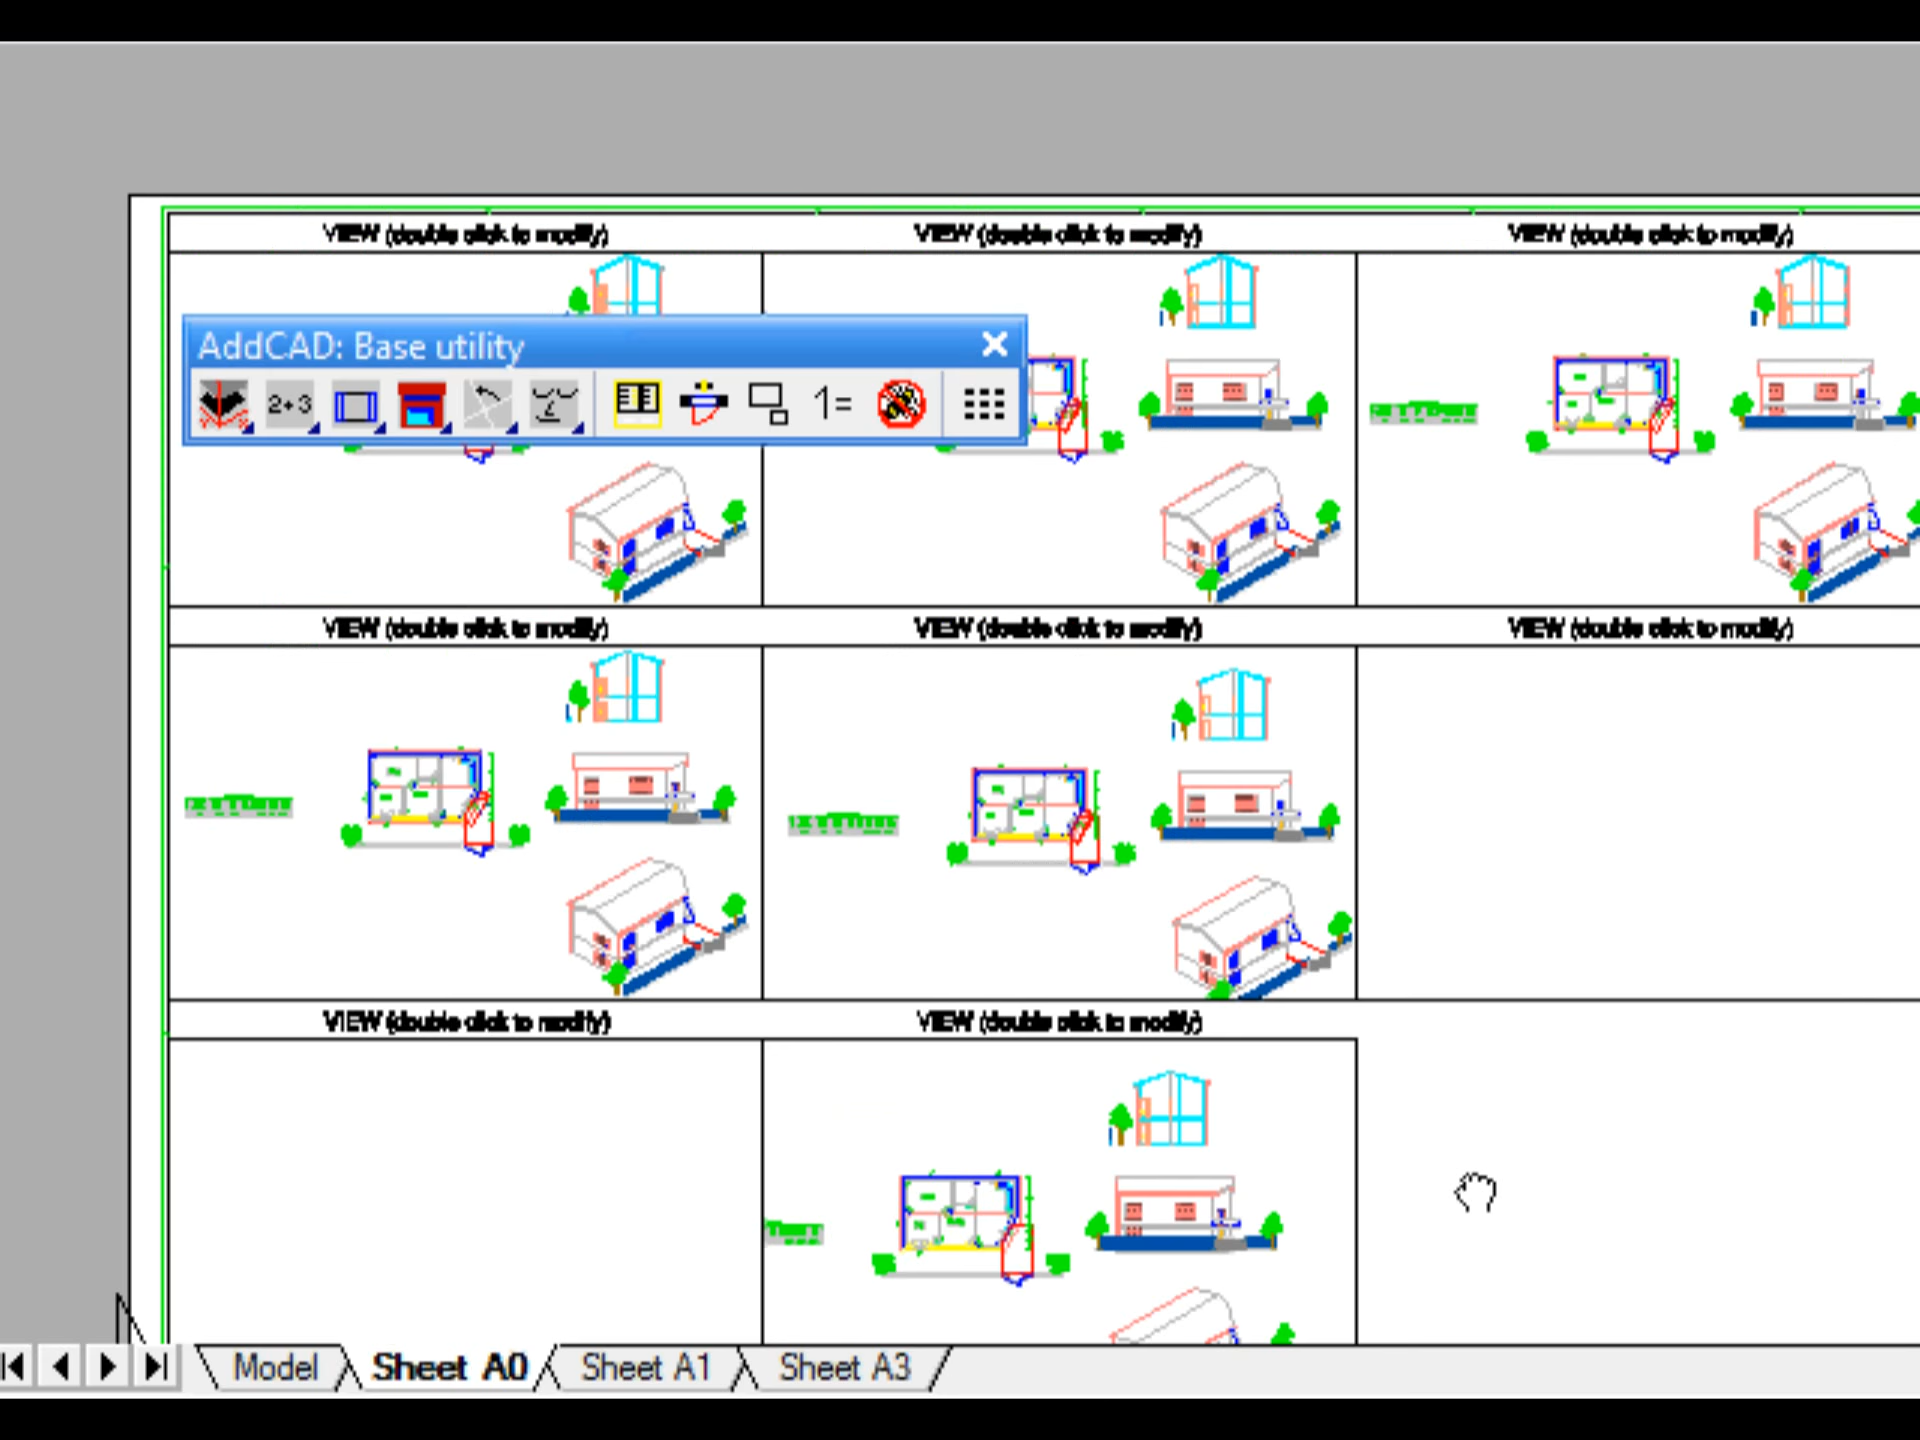 VIEW (double click to modify) VIEW (double click to modify) VIEW (double click to modify)
AddCAD: Base utility
2+3 1=
VIEW (double click to modify) VIEW (double click to modify) VIEW (double click to modify)
VIEW (double click to modify) VIEW (double click to modify)
Model Sheet A0 Sheet A1 Sheet A3